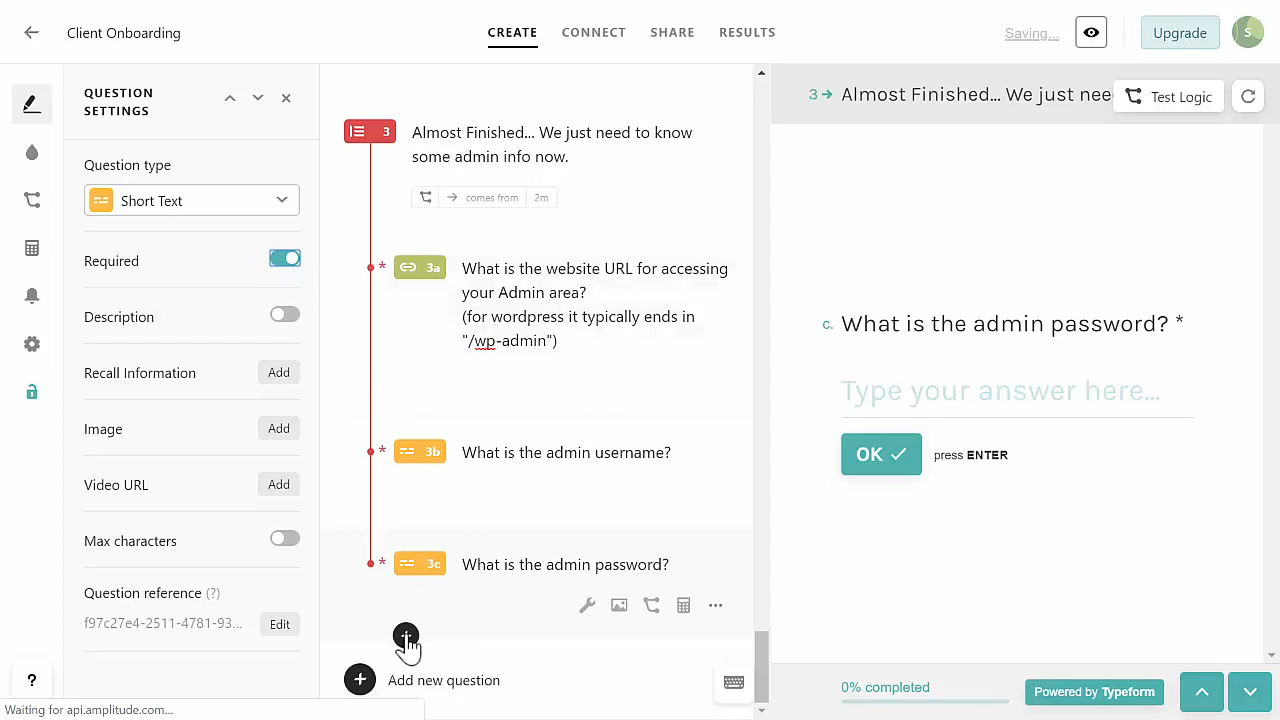 Client Onboarding
CREATE
CONNECT
SHARE
RESULTS
Saving...
Upgrade
S
QUESTION
SETTINGS
Question type
Short Text
Required
Description
Recall Information
Add
Image
Add
Video URL
Add
Max characters
Question reference (?)
f97c27e4-2511-4781-93...
Edit
?
Waiting for api.amplitude.com...
3
Almost Finished... We just need to know
some admin info now.
comes from
2m
* 3a
What is the website URL for accessing
your Admin area?
(for wordpress it typically ends in
"/wp-admin")
* 3b
What is the admin username?
* 3c
What is the admin password?
Add new question
3 Almost Finished... We just nee
Test Logic
c. What is the admin password? *
Type your answer here...
OK
press ENTER
0% completed
Powered by Typeform